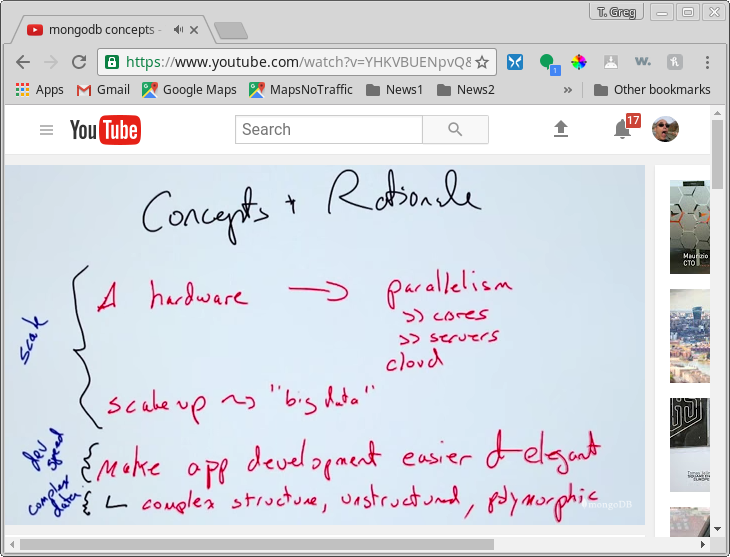 T. Greg
mongodb concepts -
https://www.youtube.com/watch?v=YHKVBUENpvQ&
1
w.
Apps Gmail Google Maps MapsNoTraffic News1 News2 » Other bookmarks
YouTube
Search
17
Concepts + Rationale
Δ hardware → parallelism
>> cores
>> servers
cloud
scale
scale up ~> "big data"
dev speed
Make app development easier & elegant
complex data
complex structure, unstructured, polymorphic
#mongoDB
Maurizio
CTO